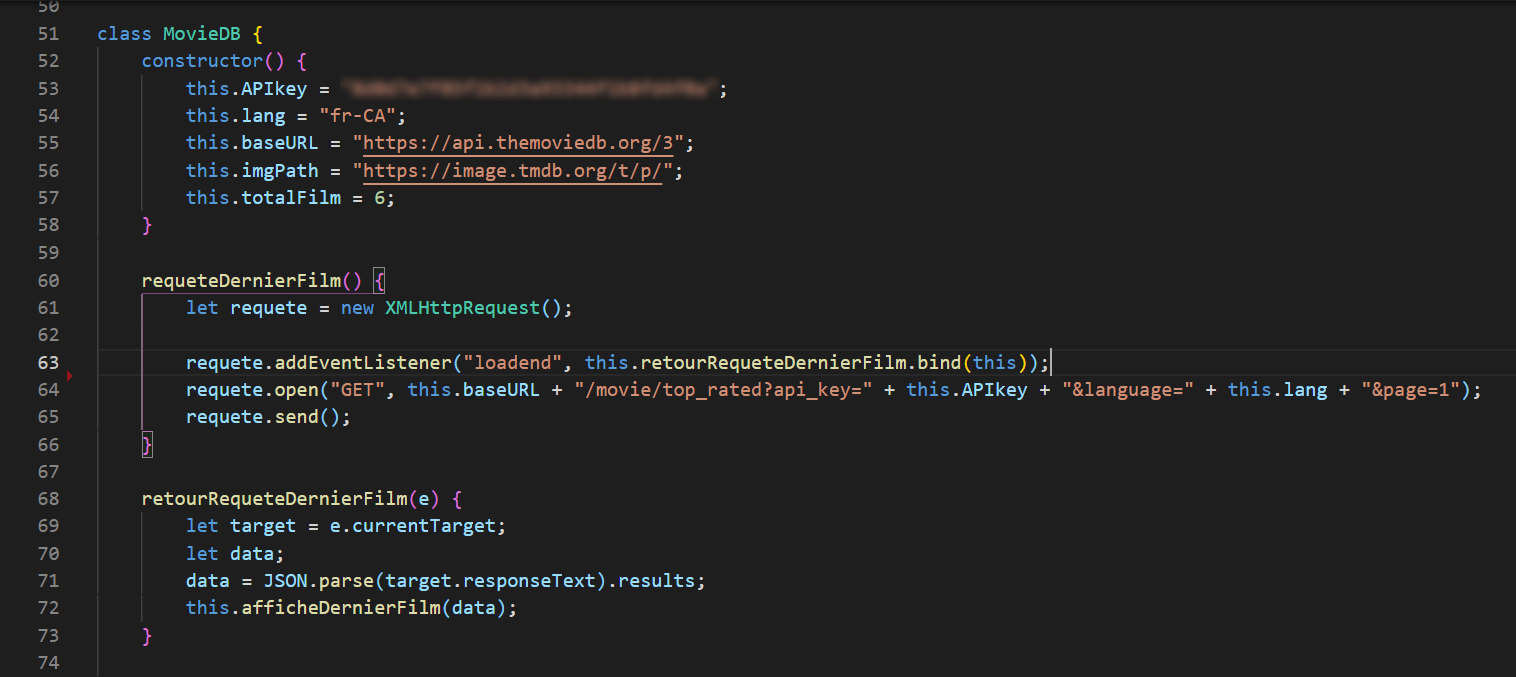 50
51 class MovieDB {
52 constructor() {
53 this.APIkey = "";
54 this.lang = "fr-CA";
55 this.baseURL = "https://api.themoviedb.org/3";
56 this.imgPath = "https://image.tmdb.org/t/p/";
57 this.totalFilm = 6;
58 }
59
60 requeteDernierFilm() {
61 let requete = new XMLHttpRequest();
62
63 requete.addEventListener("loadend", this.retourRequeteDernierFilm.bind(this));
64 requete.open("GET", this.baseURL + "/movie/top_rated?api_key=" + this.APIkey + "&language=" + this.lang + "&page=1");
65 requete.send();
66 }
67
68 retourRequeteDernierFilm(e) {
69 let target = e.currentTarget;
70 let data;
71 data = JSON.parse(target.responseText).results;
72 this.afficheDernierFilm(data);
73 }
74